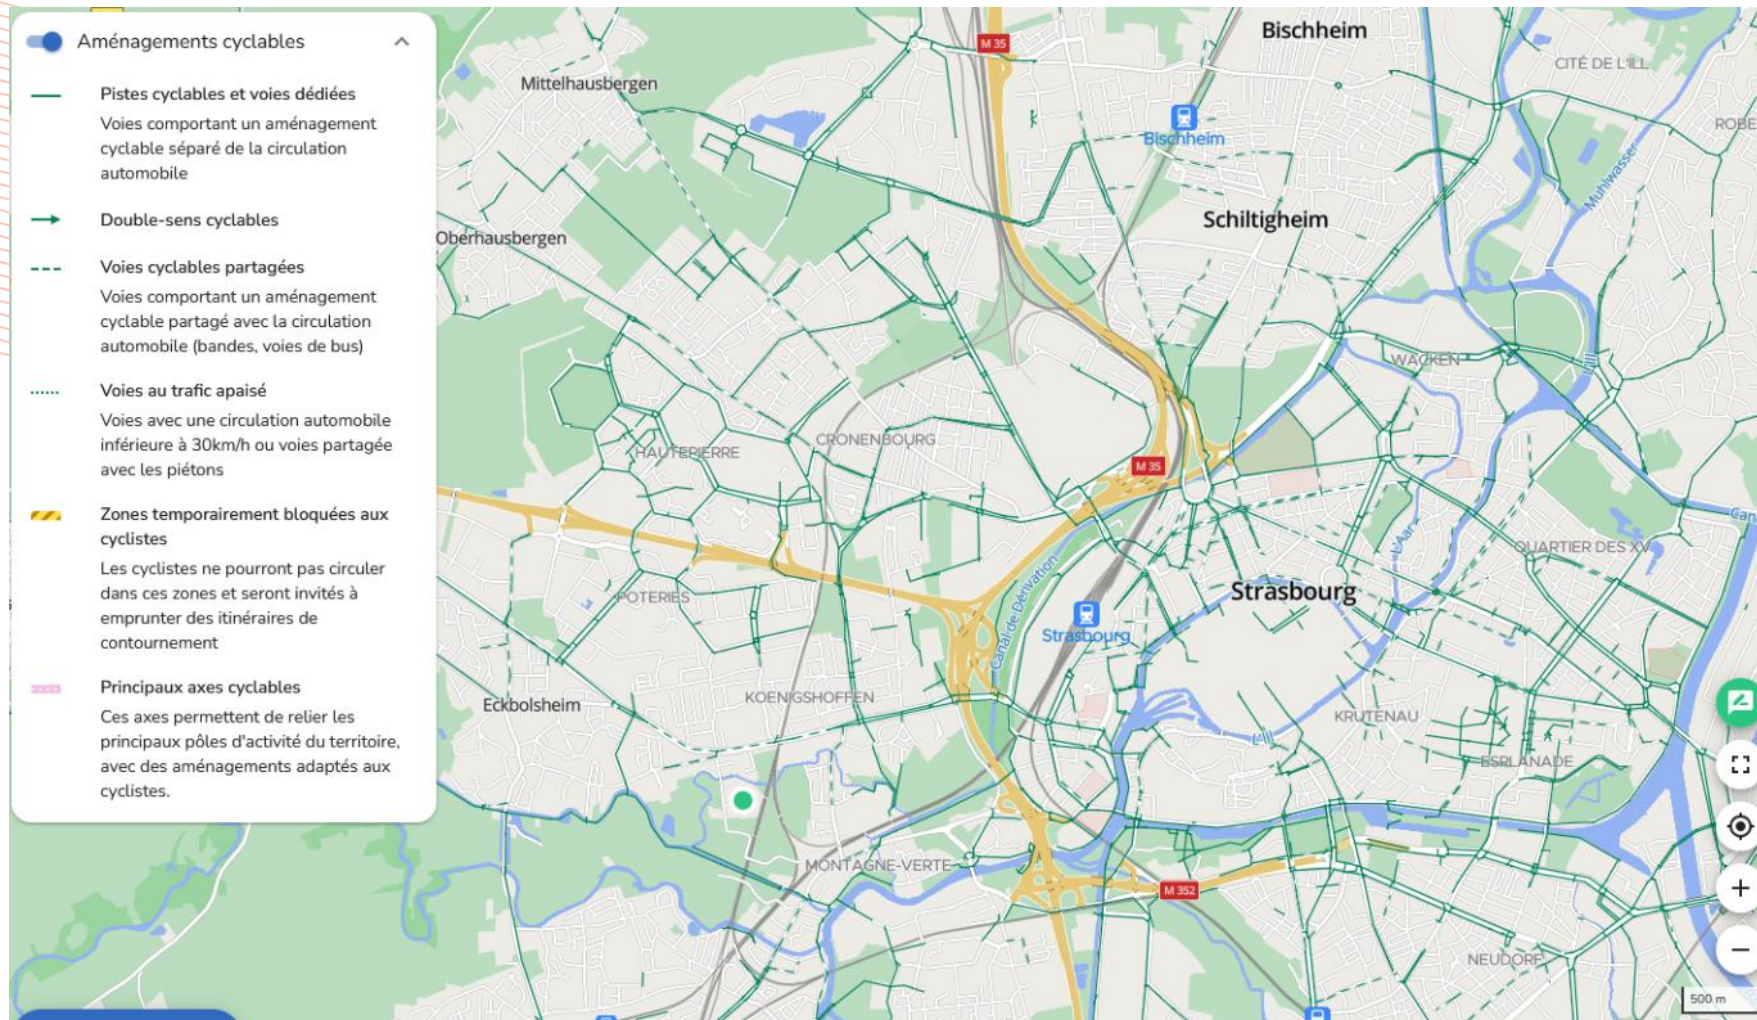 Aménagements cyclables
Pistes cyclables et voies dédiées
Voies comportant un aménagement
cyclable séparé de la circulation
automobile
Double-sens cyclables
Voies cyclables partagées
Voies comportant un aménagement
cyclable partagé avec la circulation
automobile (bandes, voies de bus)
Voies au trafic apaisé
Voies avec une circulation automobile
inférieure à 30km/h ou voies partagée
avec les piétons
Zones temporairement bloquées aux
cyclistes
Les cyclistes ne pourront pas circuler
dans ces zones et seront invités à
emprunter des itinéraires de
contournement
Principaux axes cyclables
Ces axes permettent de relier les
principaux pôles d'activité du territoire,
avec des aménagements adaptés aux
cyclistes.
Bischheim
M 35
CITÉ DE L'ILL
Mittelhausbergen
ROBE
Bischheim
Muhlwasser
Schiltigheim
Oberhausbergen
WACKEN
L'Ill
CRONENBOURG
HAUTEPIERRE
M 35
Can
L'Aar
QUARTIER DES XV
Canal de Dérivation
Strasbourg
POTERIES
Strasbourg
KOENIGSHOFFEN
Eckbolsheim
KRUTENAU
L'Ill
ESPLANADE
MONTAGNE-VERTE
M 352
NEUDORF
500 m